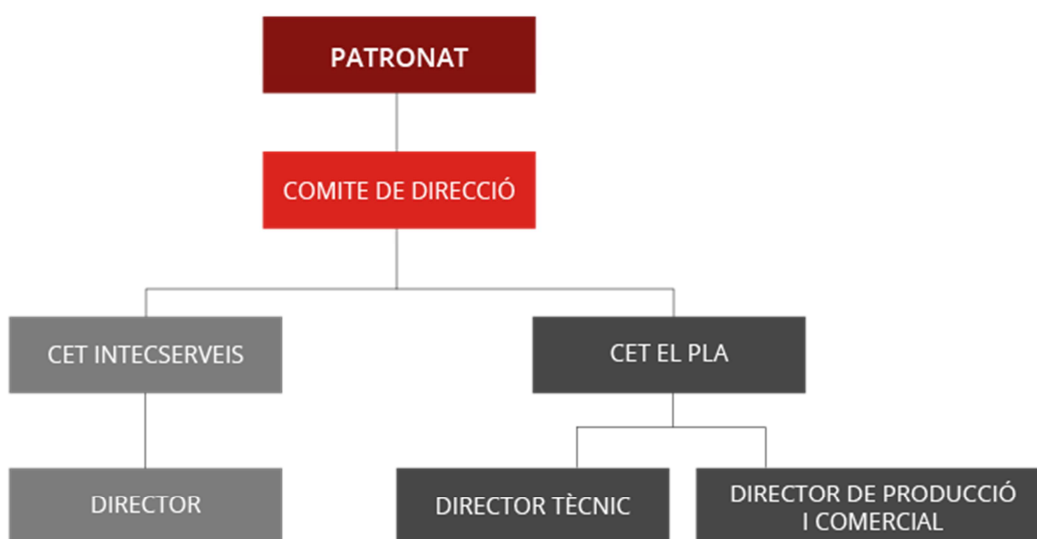 PATRONAT
COMITE DE DIRECCIÓ
CET INTECSERVEIS
CET EL PLA
DIRECTOR
DIRECTOR TÈCNIC
DIRECTOR DE PRODUCCIÓ
I COMERCIAL